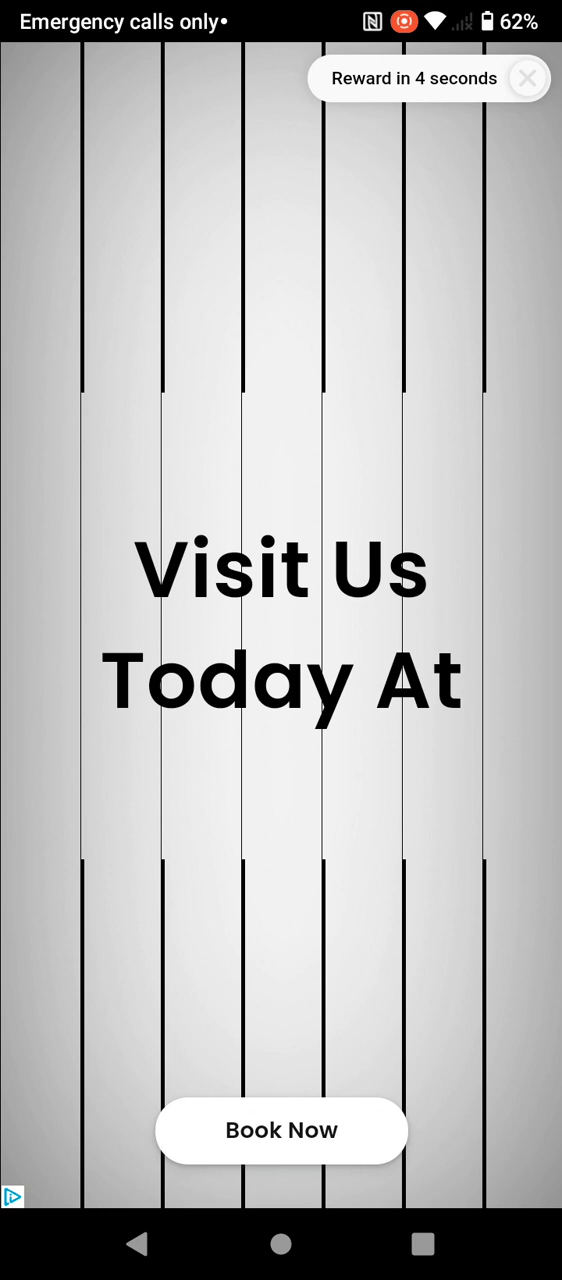 Emergency calls only•
62%
Reward in 4 seconds
Visit Us
Today At
Book Now